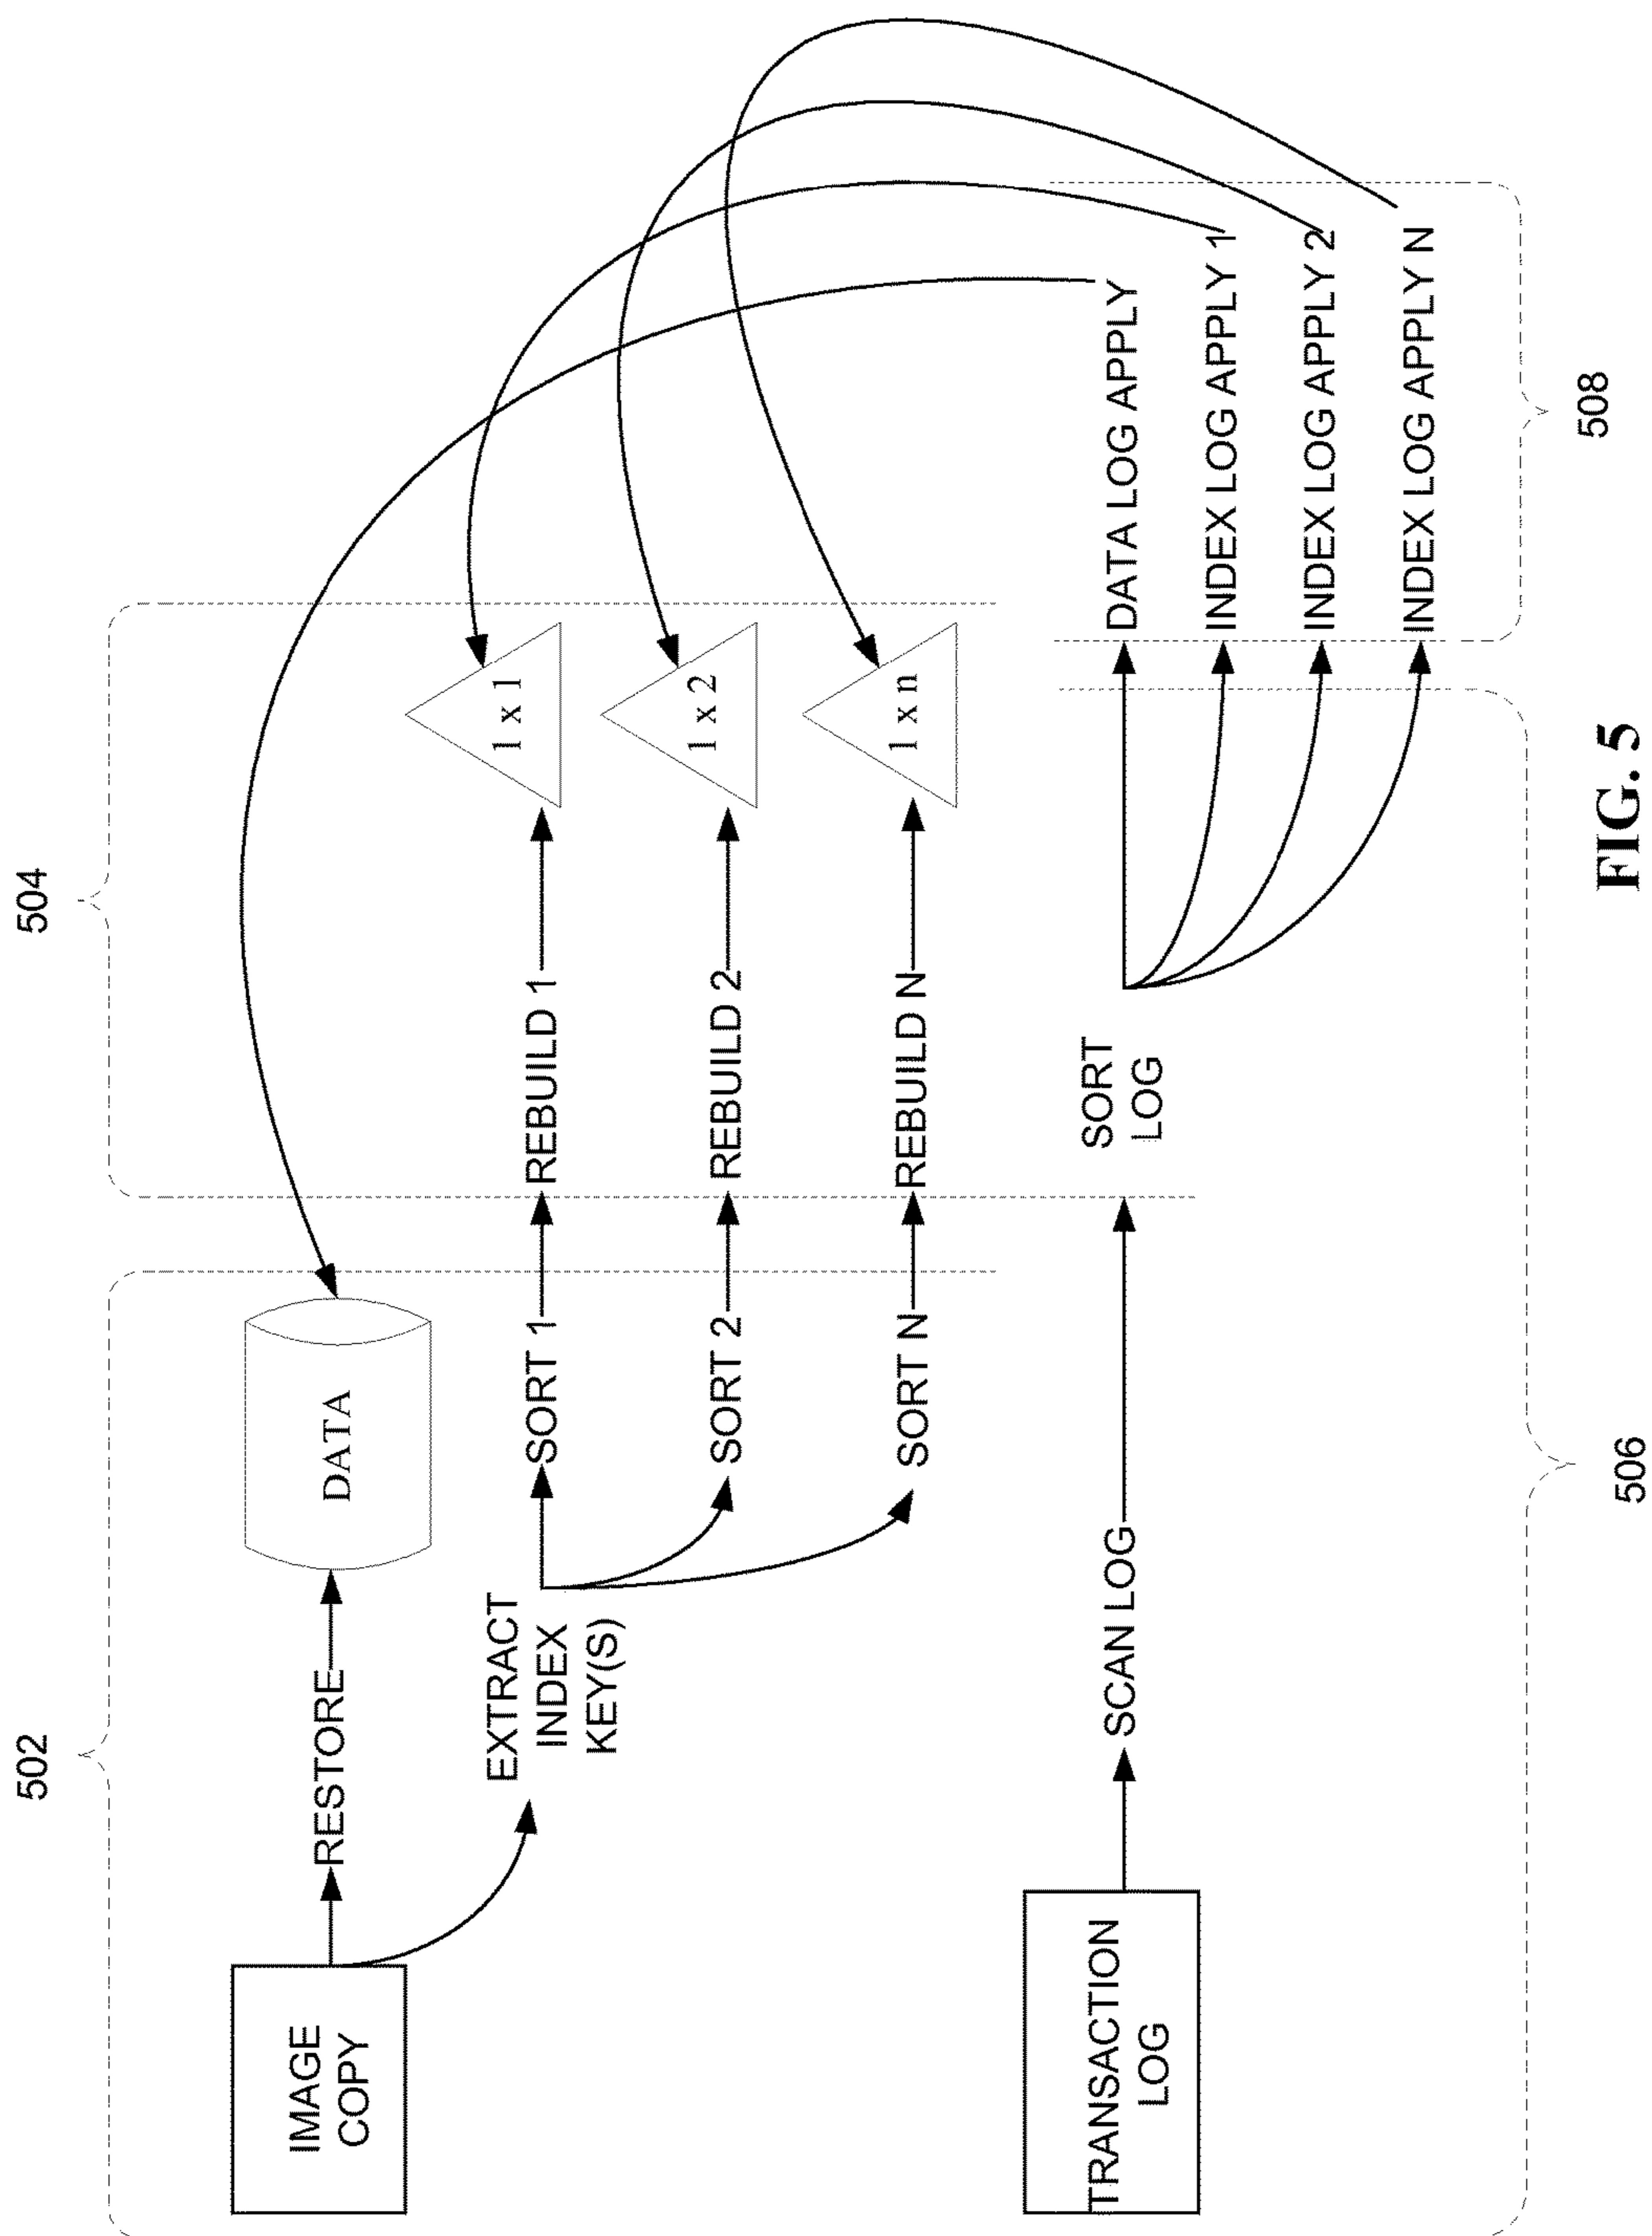 502
504
IMAGE
COPY
RESTORE
DATA
EXTRACT
INDEX
KEY(S)
SORT 1
REBUILD 1
1 x 1
SORT 2
REBUILD 2
1 x 2
SORT N
REBUILD N
1 x n
TRANSACTION
LOG
SCAN LOG
SORT
LOG
DATA LOG APPLY
INDEX LOG APPLY 1
INDEX LOG APPLY 2
INDEX LOG APPLY N
506
508
FIG. 5